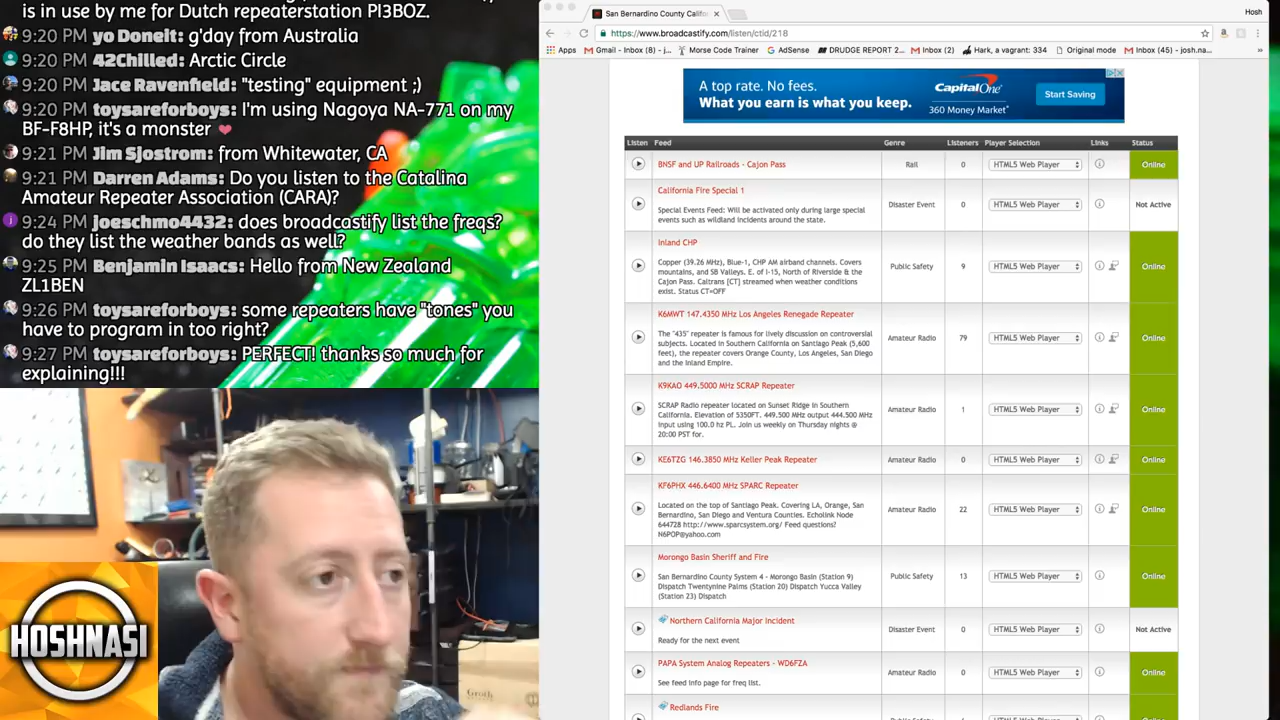 is in use by me for Dutch repeaterstation PI3BOZ.
9:20 PM yo Doneit: g'day from Australia
9:20 PM 42Chilled: Arctic Circle
9:20 PM Jace Ravenfield: "testing" equipment ;)
9:20 PM toysareforboys: I'm using Nagoya NA-771 on my
BF-F8HP, it's a monster ❤
9:21 PM Jim Sjostrom: from Whitewater, CA
9:21 PM Darren Adams: Do you listen to the Catalina
Amateur Repeater Association (CARA)?
9:24 PM joeschmo4432: does broadcastify list the freqs?
do they list the weather bands as well?
9:25 PM Benjamin Isaacs: Hello from New Zealand
ZL1BEN
9:26 PM toysareforboys: some repeaters have "tones" you
have to program in too right?
9:27 PM toysareforboys: PERFECT! thanks so much for
explaining!!!
HOSHNASI
San Bernardino County Califo
Hosh
https://www.broadcastify.com/listen/ctid/218
Apps Gmail - Inbox (8) - j... Morse Code Trainer AdSense DRUDGE REPORT 2... Inbox (2) Hark, a vagrant: 334 Original mode Inbox (45) - josh.na... »
A top rate. No fees.
What you earn is what you keep.
Capital One
360 Money Market
Start Saving
Listen Feed Genre Listeners Player Selection Links Status
BNSF and UP Railroads - Cajon Pass Rail 0 HTML5 Web Player Online
California Fire Special 1
Special Events Feed: Will be activated only during large special
events such as wildland incidents around the state.
Disaster Event 0 HTML5 Web Player Not Active
Inland CHP
Copper (39.26 MHz), Blue-1, CHP AM airband channels. Covers
mountains, and SB Valleys. E. of I-15, North of Riverside & the
Cajon Pass. Caltrans [CT] streamed when weather conditions
exist. Status CT=OFF
Public Safety 9 HTML5 Web Player Online
K6MWT 147.4350 MHz Los Angeles Renegade Repeater
The "435" repeater is famous for lively discussion on controversial
subjects. Located in Southern California on Santiago Peak (5,600
feet), the repeater covers Orange County, Los Angeles, San Diego
and the Inland Empire.
Amateur Radio 79 HTML5 Web Player Online
K9KAO 449.5000 MHz SCRAP Repeater
SCRAP Radio repeater located on Sunset Ridge in Southern
California. Elevation of 5350FT. 449.500 MHz output 444.500 MHz
input using 100.0 hz PL. Join us weekly on Thursday nights @
20:00 PST for.
Amateur Radio 1 HTML5 Web Player Online
KE6TZG 146.3850 MHz Keller Peak Repeater Amateur Radio 0 HTML5 Web Player Online
KF6PHX 446.6400 MHz SPARC Repeater
Located on the top of Santiago Peak. Covering LA, Orange, San
Bernardino, San Diego and Ventura Counties. Echolink Node
644728 http://www.sparcsystem.org/ Feed questions?
N6POP@yahoo.com
Amateur Radio 22 HTML5 Web Player Online
Morongo Basin Sheriff and Fire
San Bernardino County System 4 - Morongo Basin (Station 9)
Dispatch Twentynine Palms (Station 20) Dispatch Yucca Valley
(Station 23) Dispatch
Public Safety 13 HTML5 Web Player Online
Northern California Major Incident
Ready for the next event
Disaster Event 0 HTML5 Web Player Not Active
PAPA System Analog Repeaters - WD6FZA
See feed info page for freq list.
Amateur Radio 0 HTML5 Web Player Online
Redlands Fire